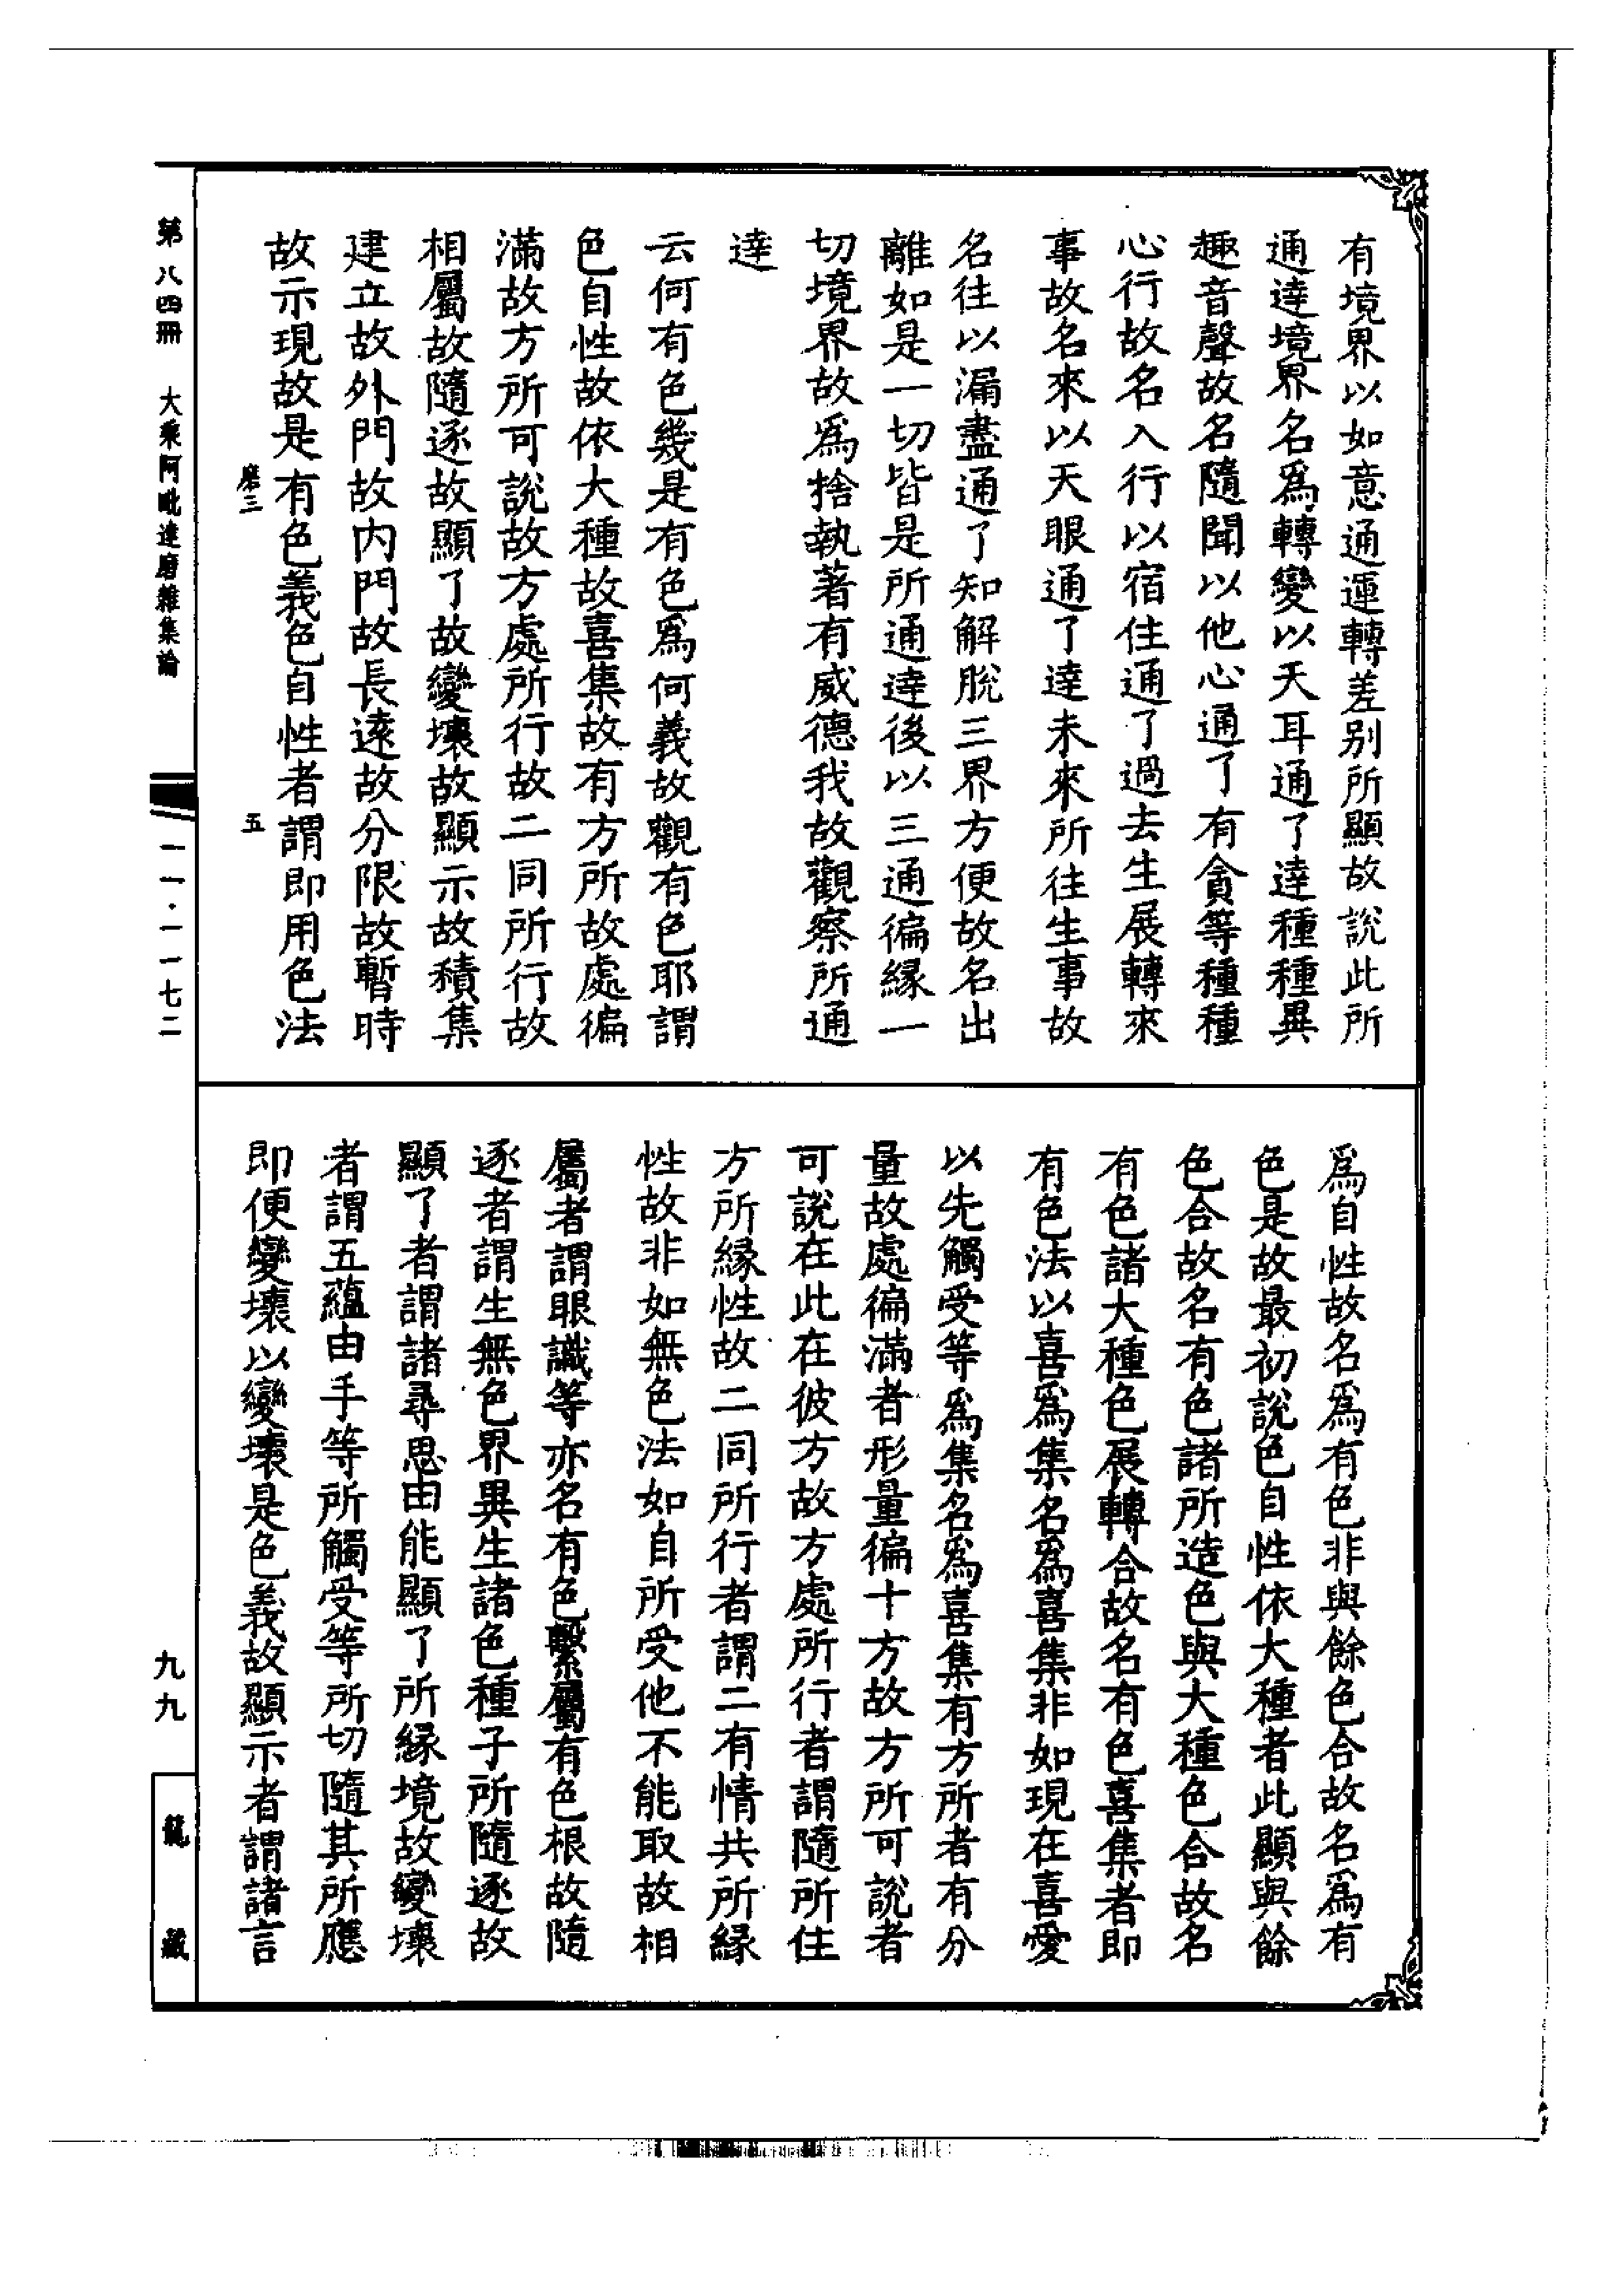 有境界以如意通運轉差别所顯故說此所
通達境界名爲轉變以天耳通了達種種異
趣音聲故名隨聞以他心通了有貪等種種
心行故名入行以宿住通了過去生展轉來
事故名來以天眼通了達未來所往生事故
名往以漏盡通了知解脫三界方便故名出
離如是一切皆是所通達後以三通徧緣一
切境界故爲捨執著有威德我故觀察所通
達
云何有色幾是有色爲何義故觀有色耶謂
色自性故依大種故喜集故有方所故處徧
滿故方所可說故方處所行故二同所行故
相屬故隨逐故顯了故變壞故顯示故積集
建立故外門故内門故長遠故分限故暫時
故示現故是有色義色自性者謂即用色法
磨三
五
爲自性故名爲有色非與餘色合故名爲有
色是故最初說色自性依大種者此顯與餘
色合故名有色諸所造色與大種色合故名
有色諸大種色展轉合故名有色喜集者即
有色法以喜爲集名爲喜集非如現在喜愛
以先觸受等爲集名爲喜集有方所者有分
量故處徧滿者形量徧十方故方所可說者
可說在此在彼方故方處所行者謂隨所住
方所緣性故二同所行者謂二有情共所緣
性故非如無色法如自所受他不能取故相
屬者謂眼識等亦名有色繫屬有色根故隨
逐者謂生無色界異生諸色種子所隨逐故
顯了者謂諸尋思由能顯了所緣境故變壞
者謂五蘊由手等所觸受等所切隨其所應
即便變壞以變壞是色義故顯示者謂諸言
第八四冊 大乘阿毗達磨雜集論
一一·一一七二
九九
龍藏